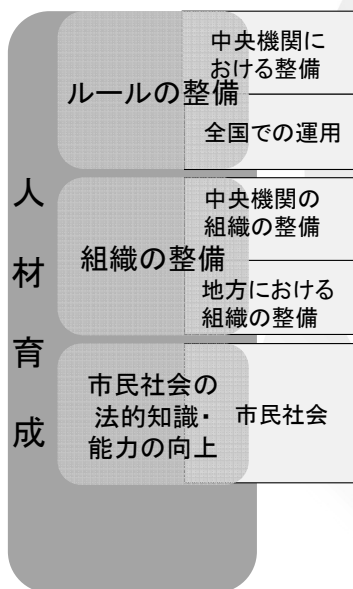 人材育成
ルールの整備
中央機関に
おける整備
全国での運用
組織の整備
中央機関の
組織の整備
地方における
組織の整備
市民社会の
法的知識・
能力の向上
市民社会